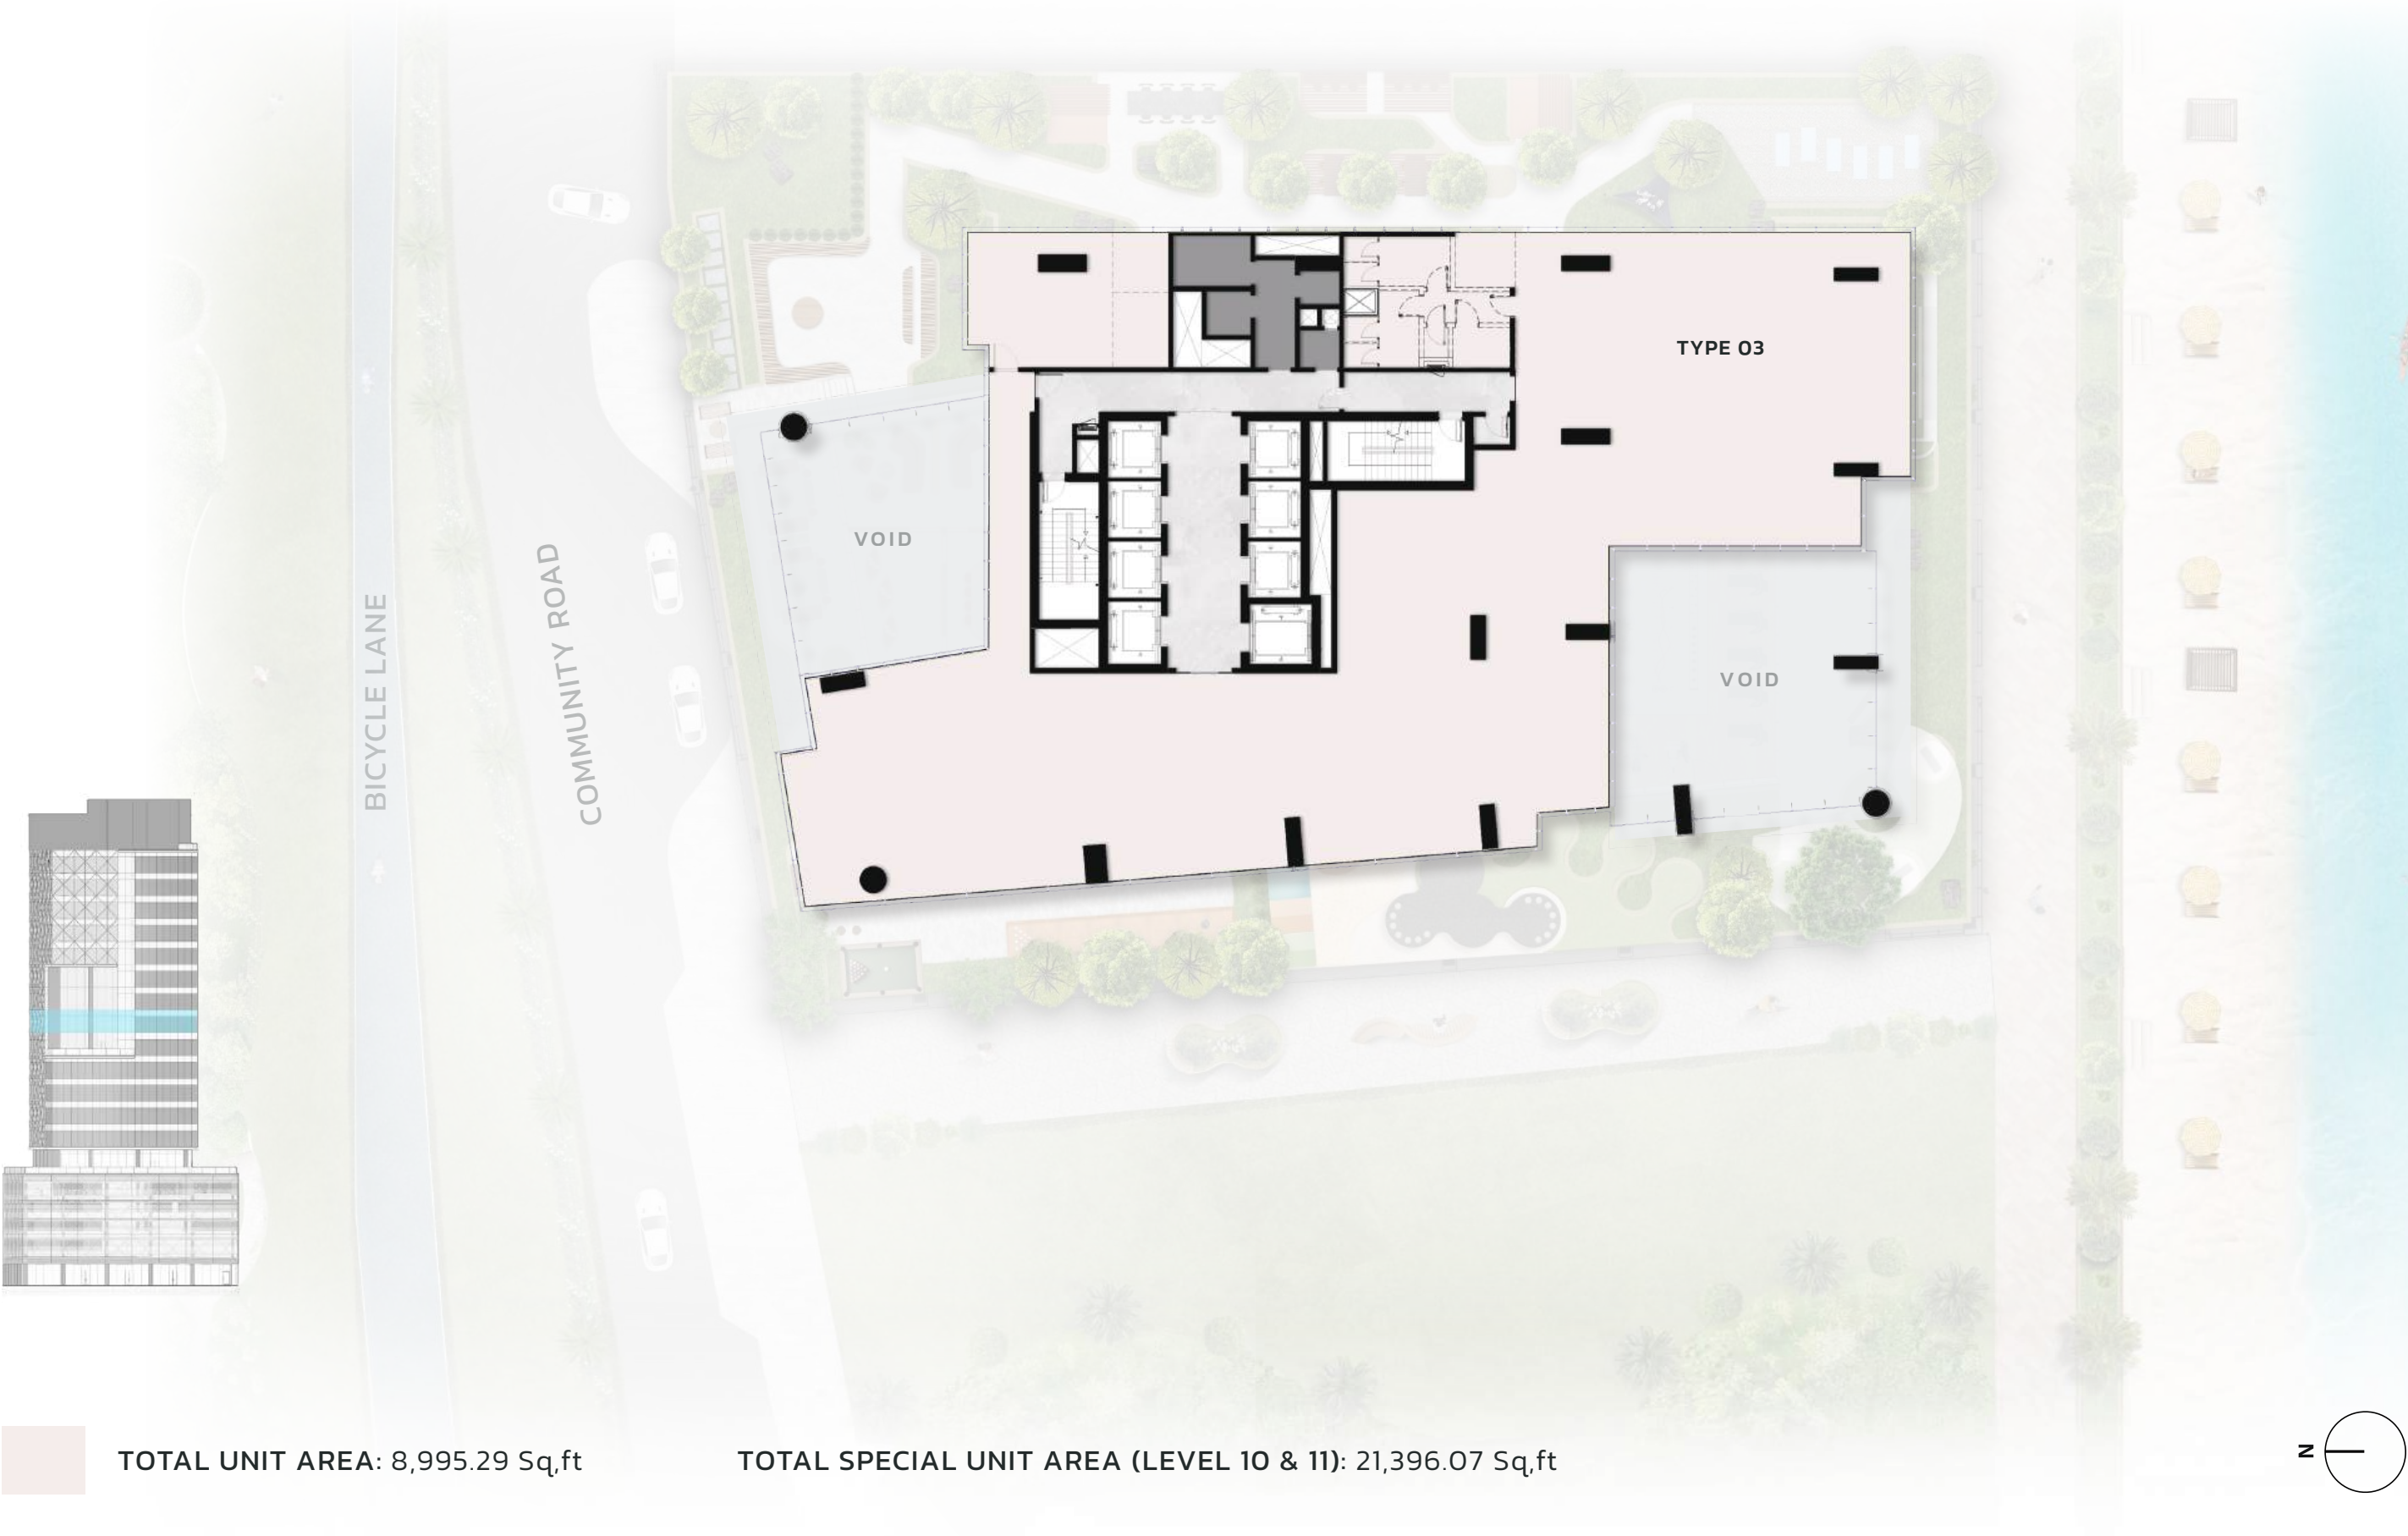 TYPE 03
VOID
BICYCLE LANE
COMMUNITY ROAD
VOID
TOTAL UNIT AREA: 8,995.29 Sq,ft
TOTAL SPECIAL UNIT AREA (LEVEL 10 & 11): 21,396.07 Sq,ft
N